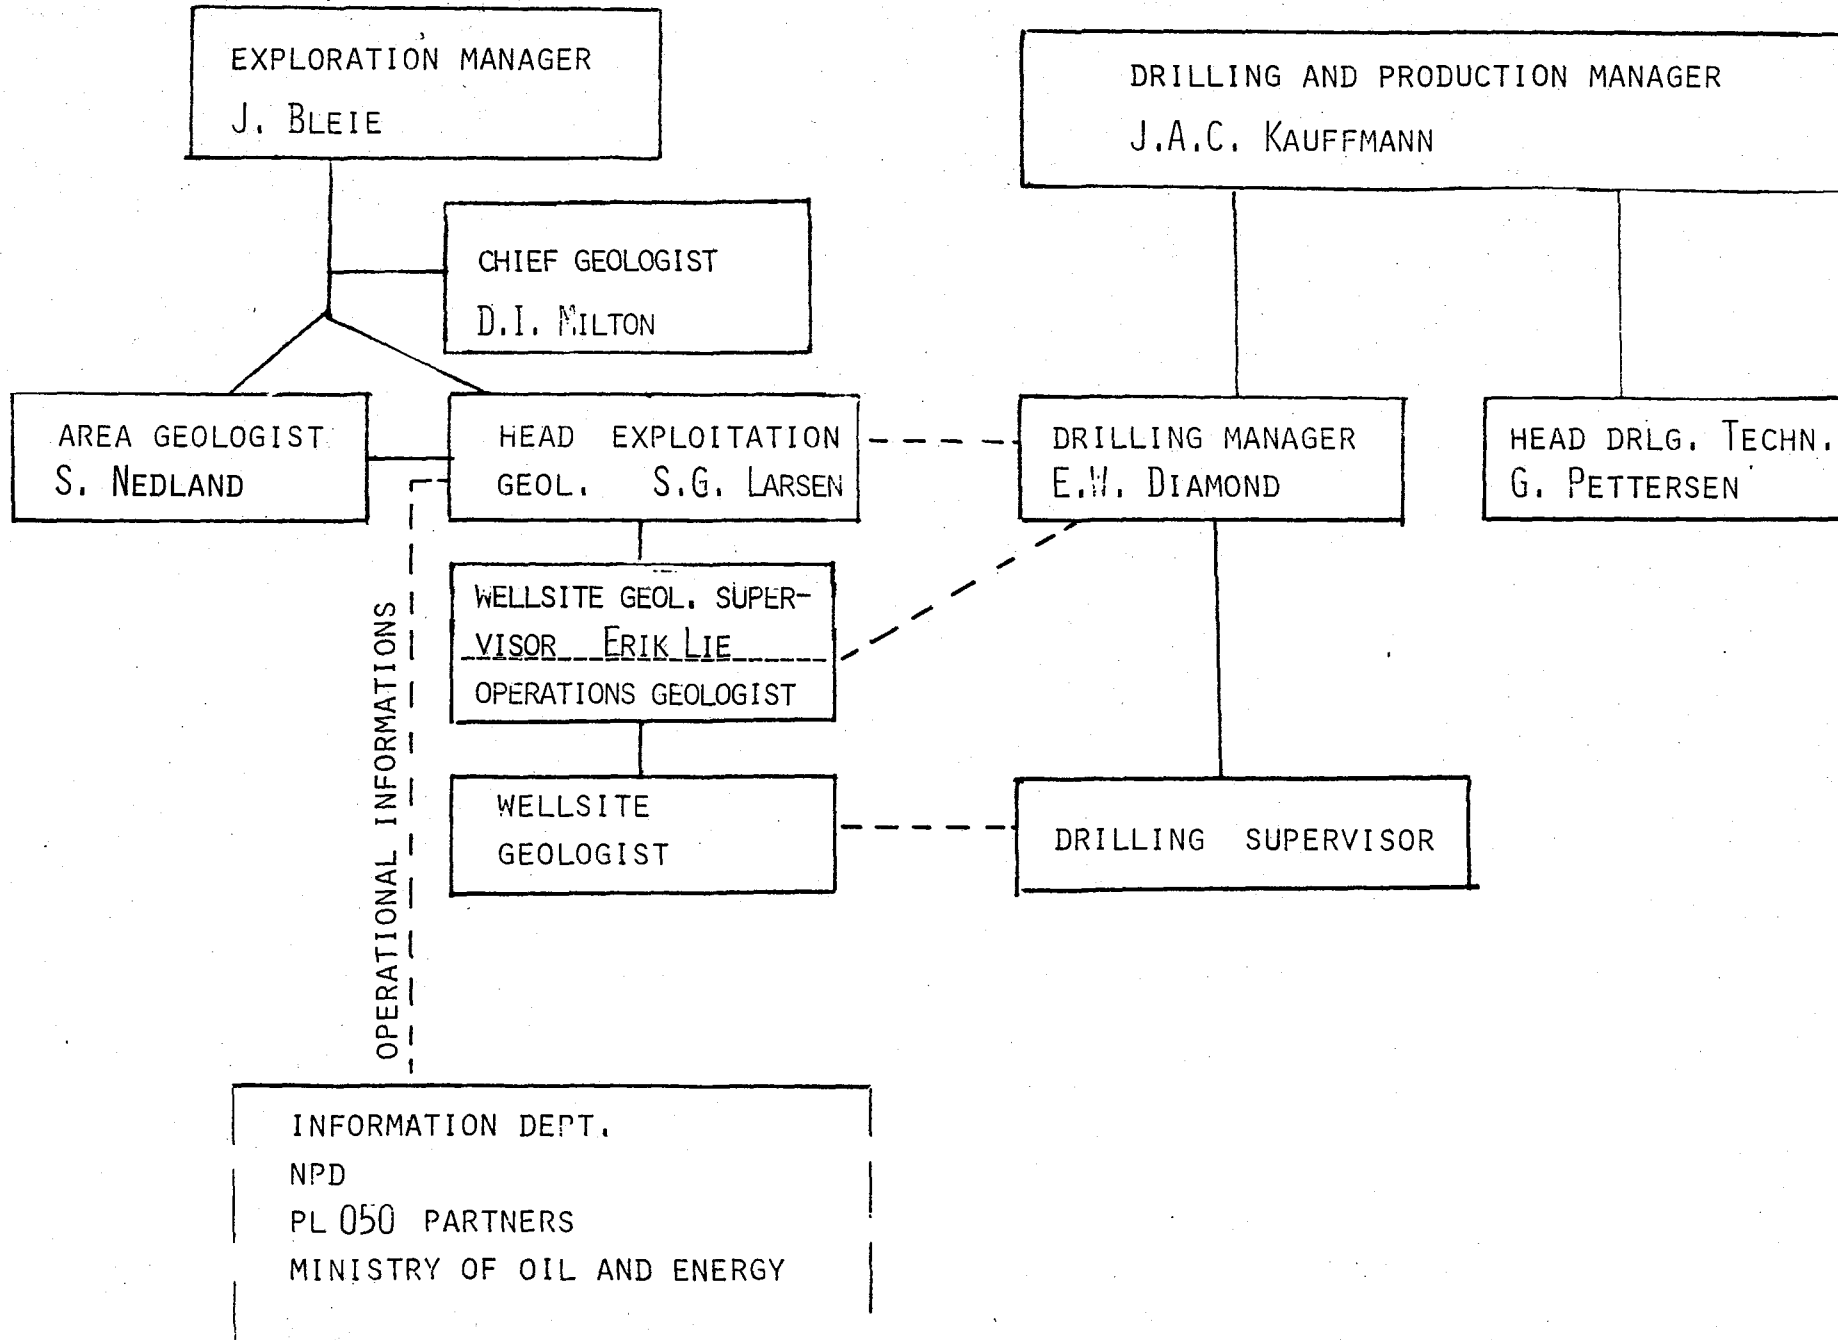 EXPLORATION MANAGER
J. BLEIE
DRILLING AND PRODUCTION MANAGER
J.A.C. KAUFFMANN
CHIEF GEOLOGIST
D.I. MILTON
AREA GEOLOGIST
S. NEDLAND
HEAD EXPLOITATION
GEOL. S.G. LARSEN
DRILLING MANAGER
E.W. DIAMOND
HEAD DRLG. TECHN.
G. PETTERSEN
WELLSITE GEOL. SUPER-
VISOR ERIK LIE
OPERATIONS GEOLOGIST
WELLSITE
GEOLOGIST
DRILLING SUPERVISOR
OPERATIONAL INFORMATIONS
INFORMATION DEPT.
NPD
PL 050 PARTNERS
MINISTRY OF OIL AND ENERGY